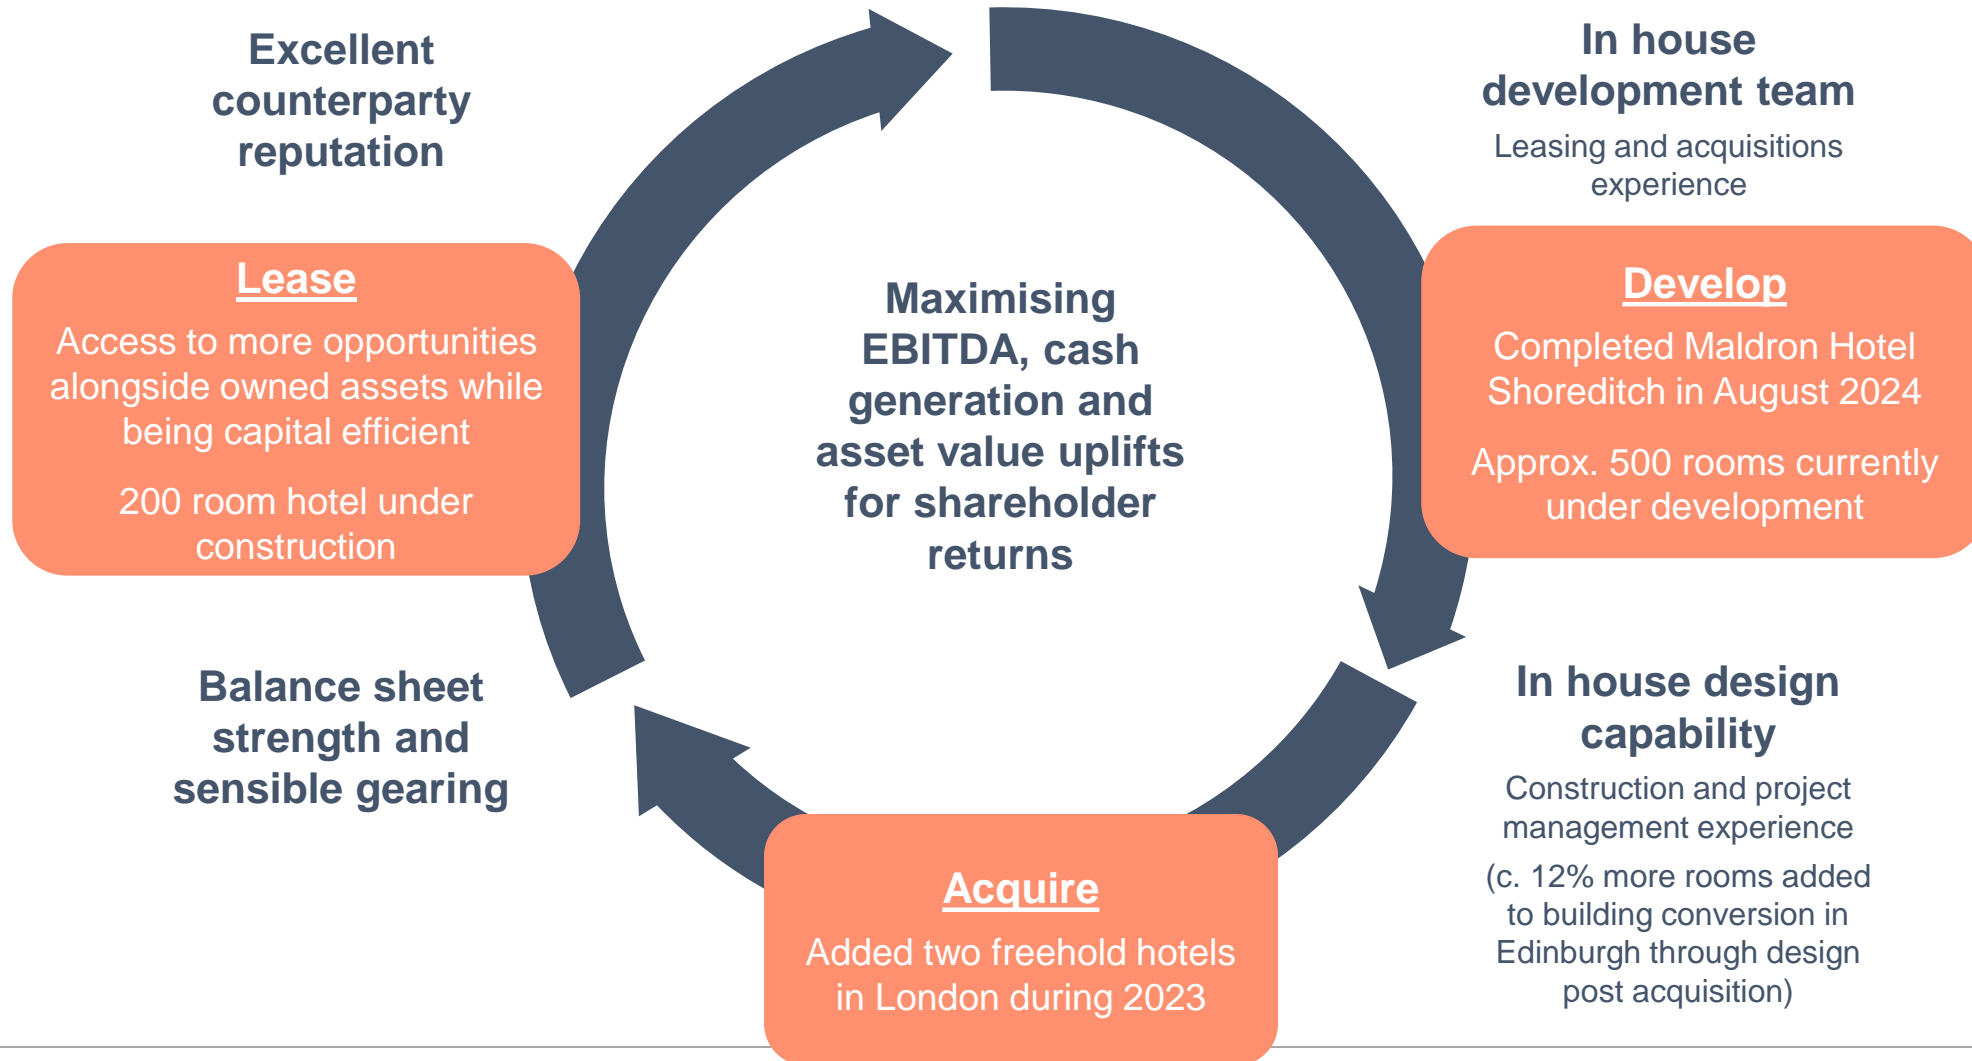 Excellent
counterparty
reputation
In house
development team
Leasing and acquisitions
experience
Lease
Access to more opportunities
alongside owned assets while
being capital efficient
200 room hotel under
construction
Maximising
EBITDA, cash
generation and
asset value uplifts
for shareholder
returns
Develop
Completed Maldron Hotel
Shoreditch in August 2024
Approx. 500 rooms currently
under development
Balance sheet
strength and
sensible gearing
In house design
capability
Construction and project
management experience
(c. 12% more rooms added
to building conversion in
Edinburgh through design
post acquisition)
Acquire
Added two freehold hotels
in London during 2023